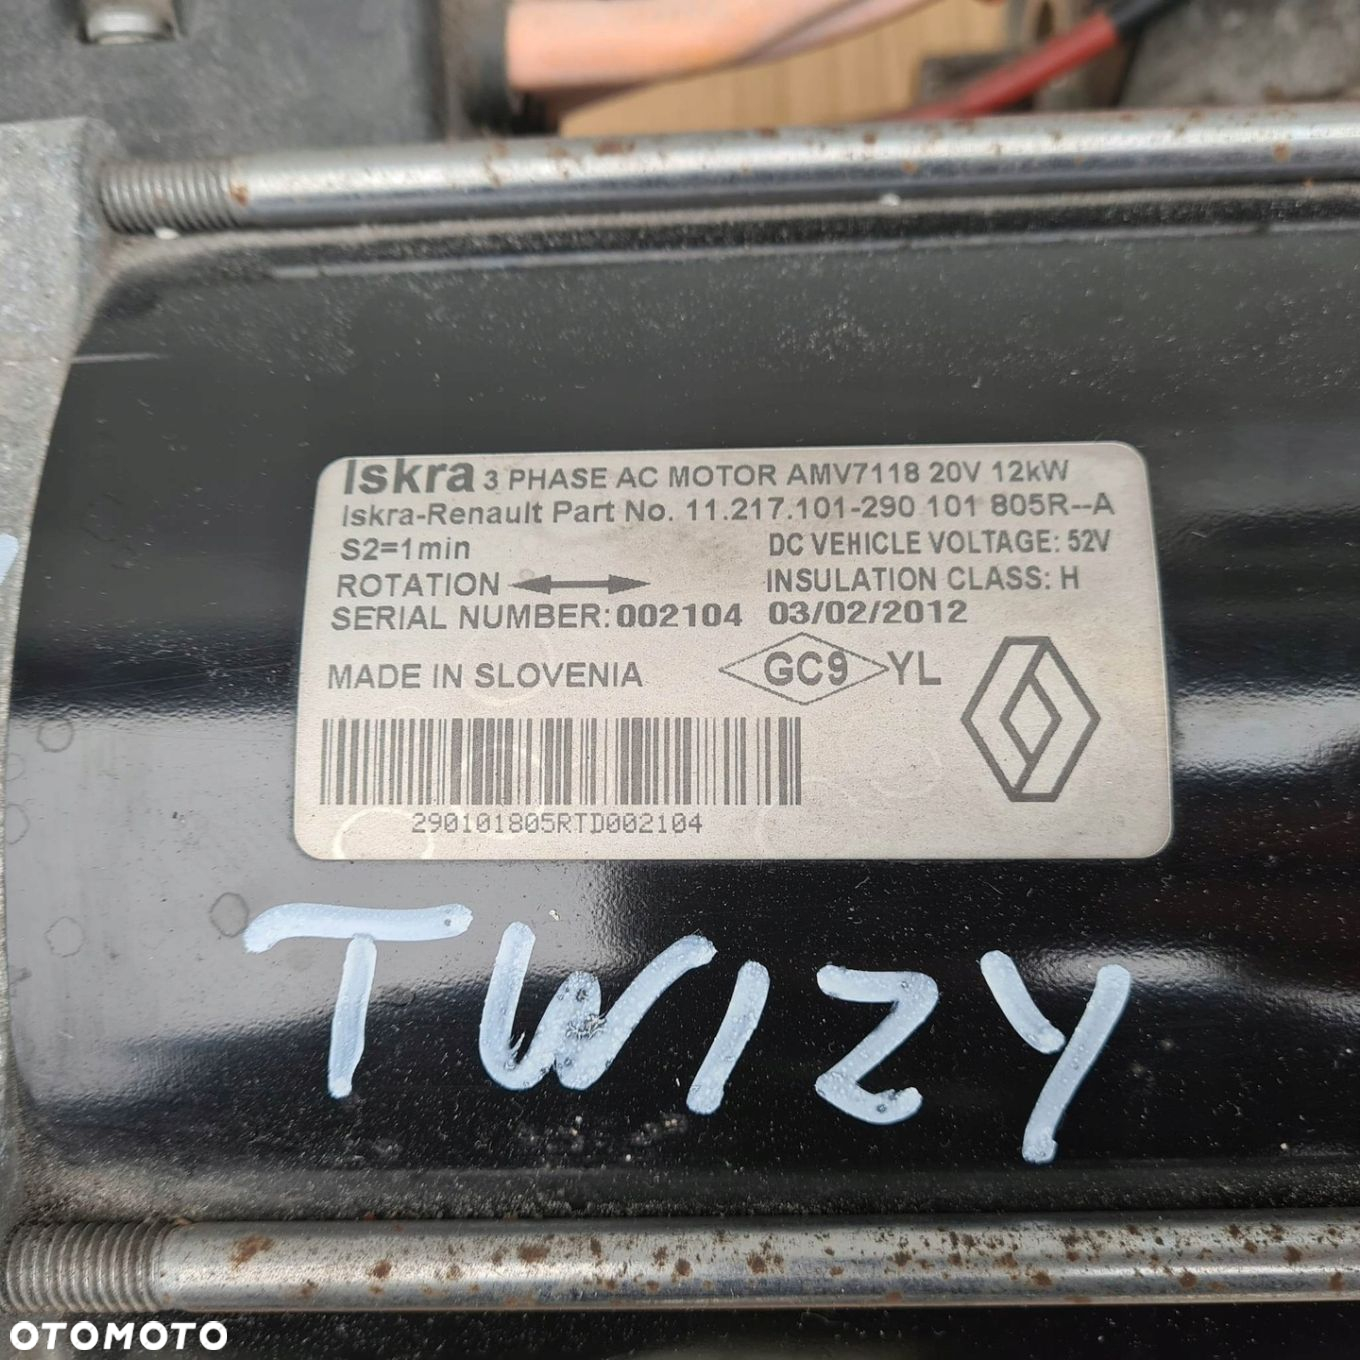 Iskra 3 PHASE AC MOTOR AMV7118 20V 12kW
Iskra-Renault Part No. 11.217.101-290 101 805R--A
S2=1min DC VEHICLE VOLTAGE: 52V
ROTATION INSULATION CLASS: H
SERIAL NUMBER: 002104 03/02/2012
MADE IN SLOVENIA GC9 YL
290101805RTD002104
TWIZY
OTOMOTO